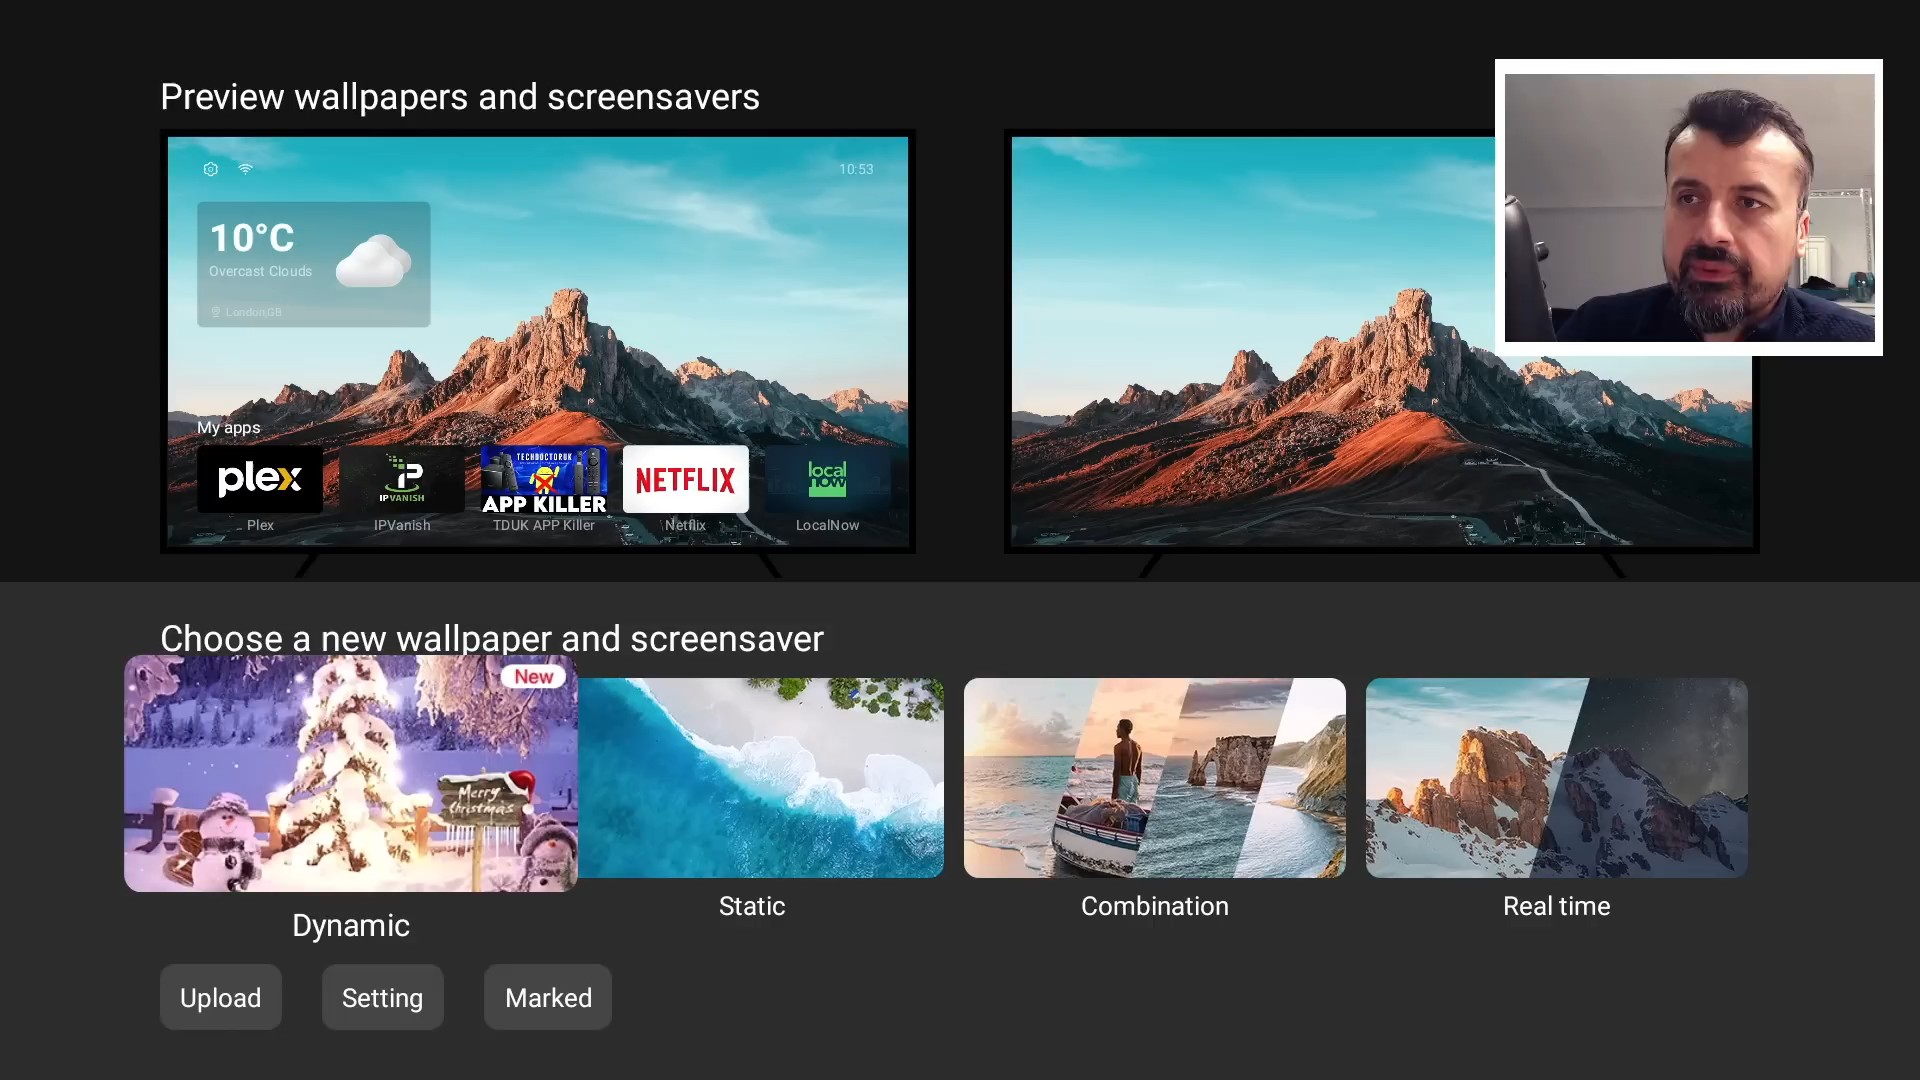 Preview wallpapers and screensavers
10:53
10°C
Overcast Clouds
London,GB
My apps
plex
IPVANISH
TECHDOCTORUK
APP KILLER
NETFLIX
local
now
Plex
IPVanish
TDUK APP Killer
Netflix
LocalNow
Choose a new wallpaper and screensaver
New
Merry
Christmas
Dynamic
Static
Combination
Real time
Upload
Setting
Marked